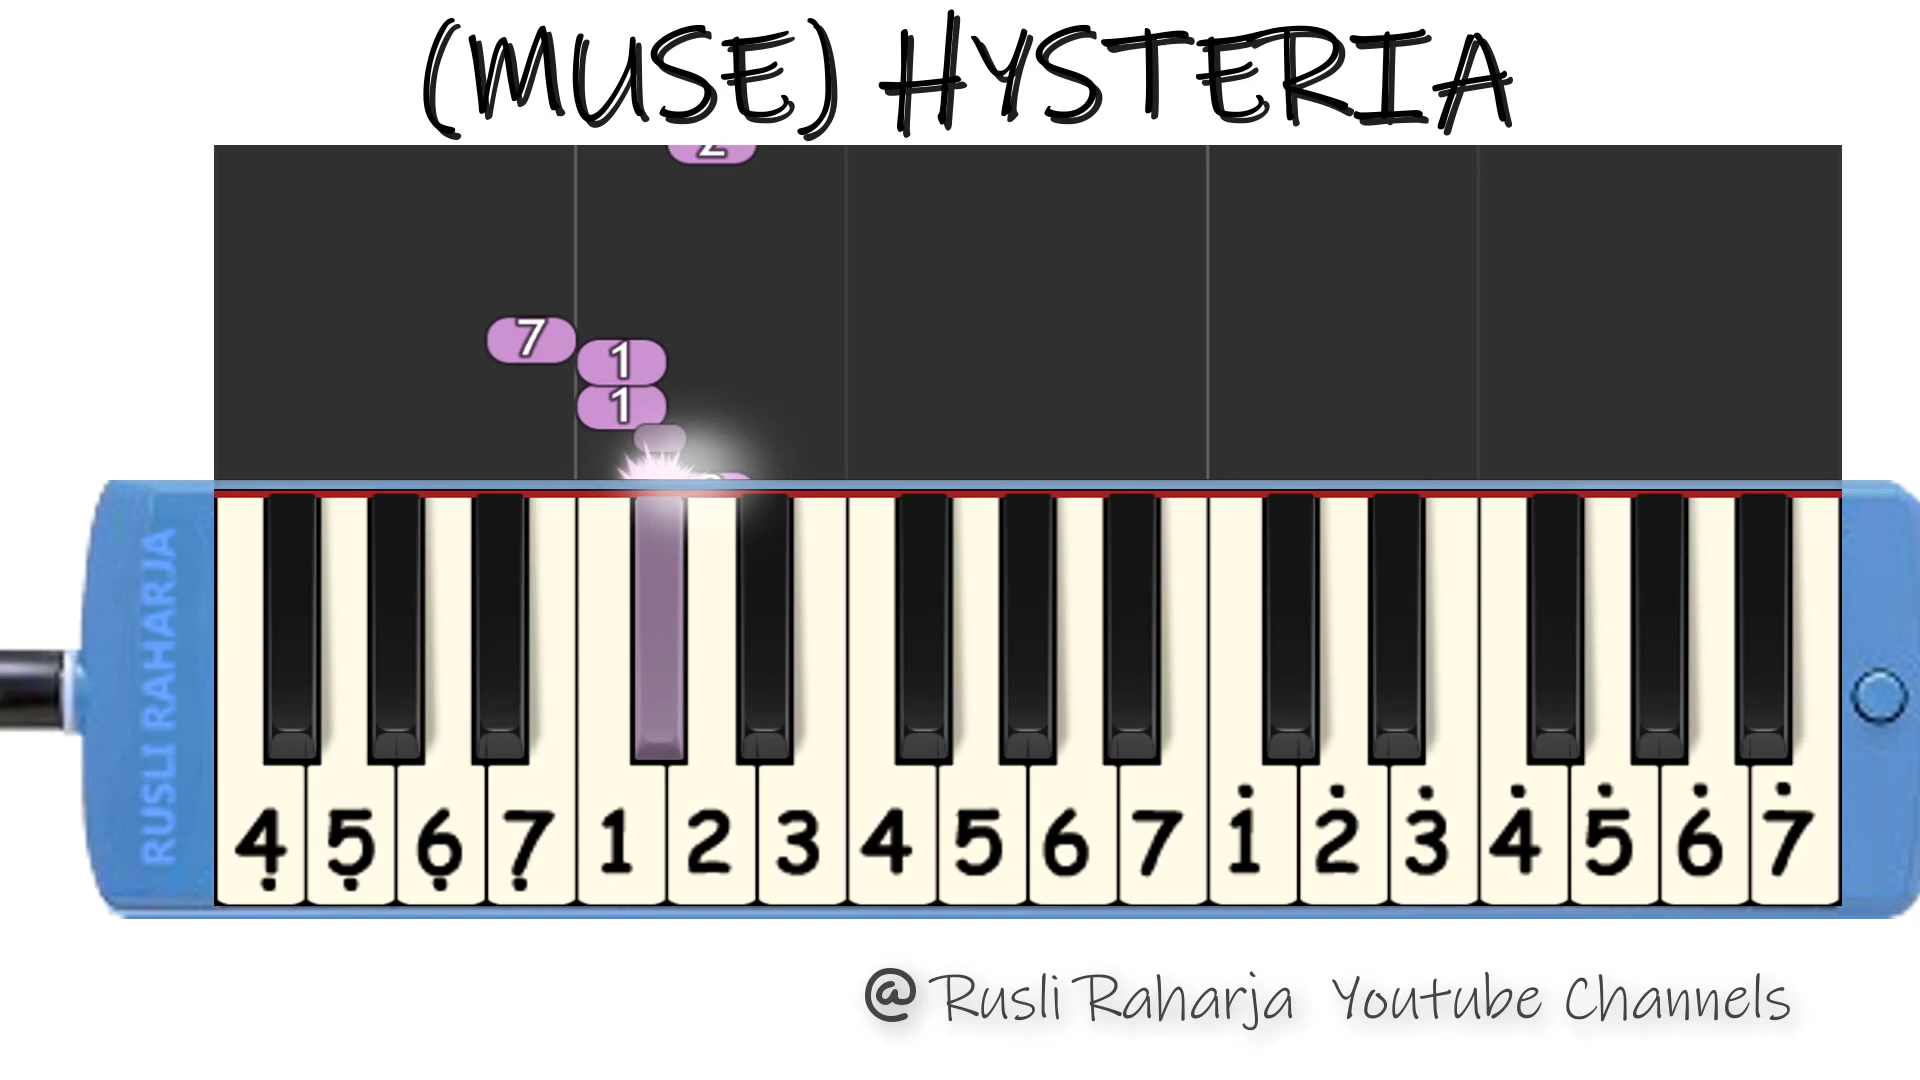 (MUSE) HYSTERIA
2
7
1
1
RUSLI RAHARJA
4̣ 5̣ 6̣ 7̣ 1 2 3 4 5 6 7 1̇ 2̇ 3̇ 4̇ 5̇ 6̇ 7̇
@ Rusli Raharja Youtube Channels